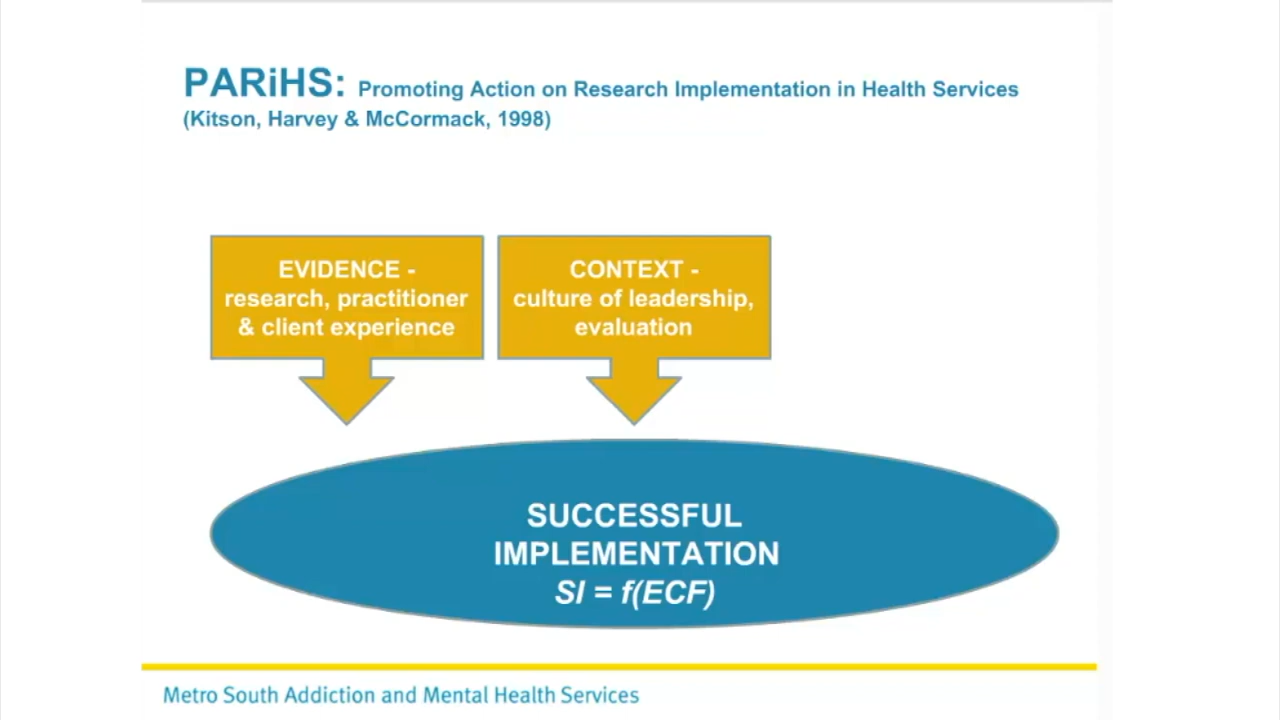 PARiHS: Promoting Action on Research Implementation in Health Services
(Kitson, Harvey & McCormack, 1998)
EVIDENCE -
research, practitioner
& client experience
CONTEXT -
culture of leadership,
evaluation
SUCCESSFUL
IMPLEMENTATION
SI = f(ECF)
Metro South Addiction and Mental Health Services